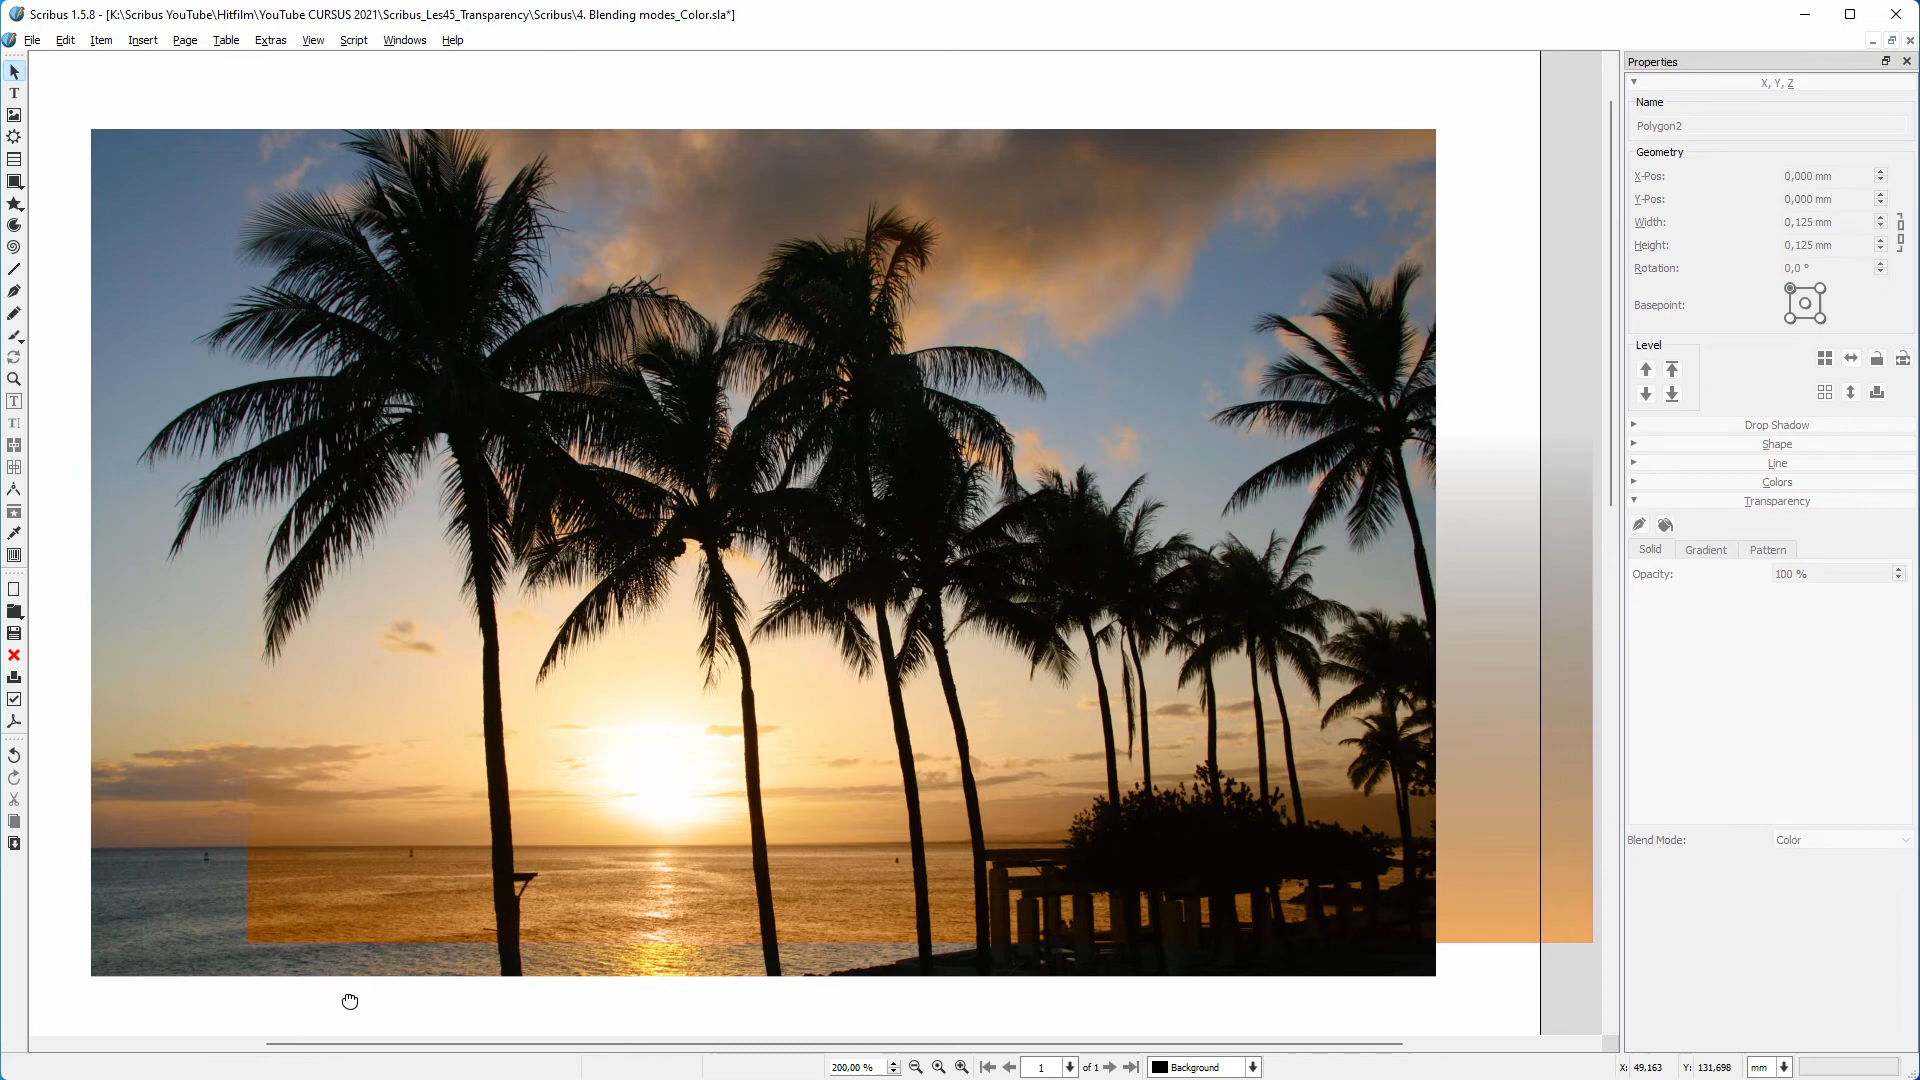 Scribus 1.5.8 - [K:\Scribus YouTube\Hitfilm\YouTube CURSUS 2021\Scribus_Les45_Transparency\Scribus\4. Blending modes_Color.sla*]
File Edit Item Insert Page Table Extras View Script Windows Help
Properties
X, Y, Z
Name
Polygon2
Geometry
X-Pos: 0,000 mm
Y-Pos: 0,000 mm
Width: 0,125 mm
Height: 0,125 mm
Rotation: 0,0 °
Basepoint:
Level
Drop Shadow
Shape
Line
Colors
Transparency
Solid Gradient Pattern
Opacity: 100 %
Blend Mode: Color
200,00 % 1 of 1 Background X: 49,163 Y: 131,698 mm